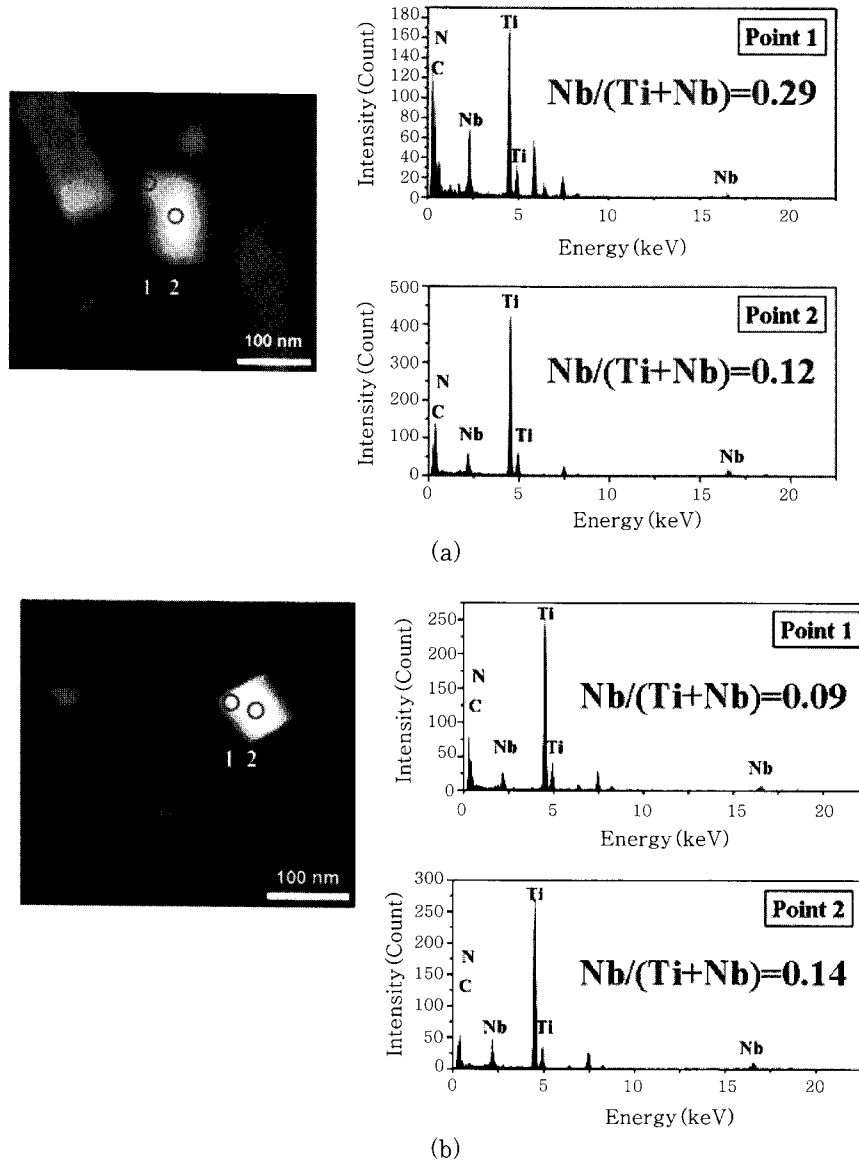 180
160
140
120
100
80
60
40
20
0
Intensity (Count)
N
C
Nb
Ti
Ti
Nb
Point 1
Nb/(Ti+Nb)=0.29
0 5 10 15 20
Energy (keV)
1 2
100 nm
500
400
300
200
100
0
Intensity (Count)
N
C
Nb
Ti
Ti
Nb
Point 2
Nb/(Ti+Nb)=0.12
0 5 10 15 20
Energy (keV)
(a)
250
200
150
100
50
0
Intensity (Count)
N
C
Nb
Ti
Ti
Nb
Point 1
Nb/(Ti+Nb)=0.09
0 5 10 15 20
Energy (keV)
1 2
100 nm
300
250
200
150
100
50
0
Intensity (Count)
N
C
Nb
Ti
Ti
Nb
Point 2
Nb/(Ti+Nb)=0.14
0 5 10 15 20
Energy (keV)
(b)